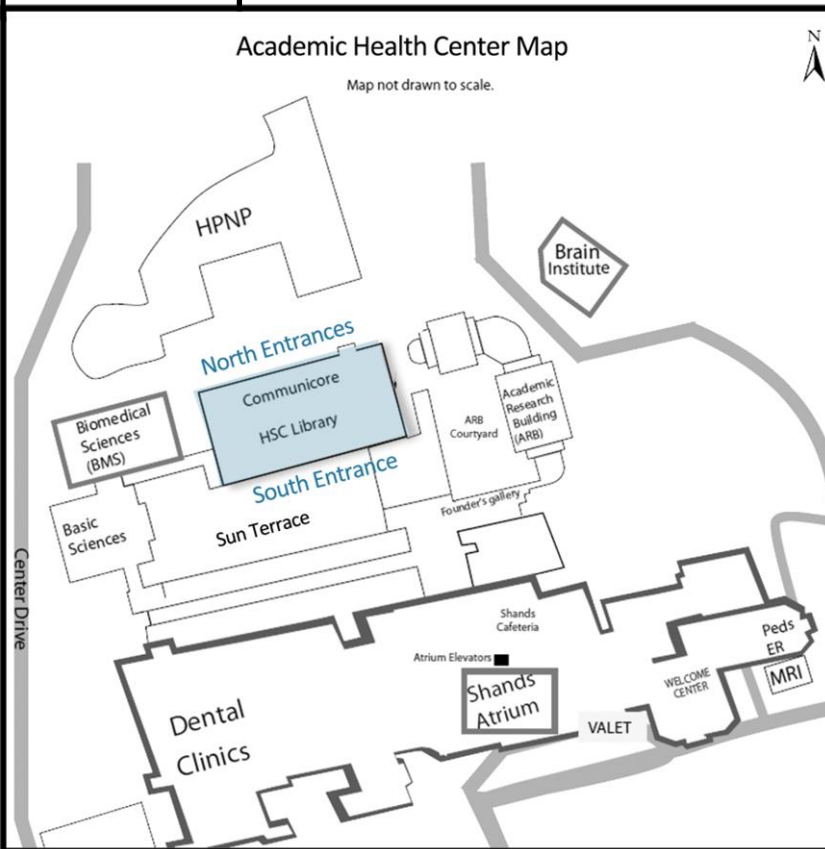 Academic Health Center Map
N
Map not drawn to scale.
HPNP
Brain
Institute
North Entrances
Communicore
HSC Library
South Entrance
Biomedical
Sciences
(BMS)
ARB
Courtyard
Academic
Research
Building
(ARB)
Founder's gallery
Basic
Sciences
Sun Terrace
Center Drive
Shands
Cafeteria
Atrium Elevators
Shands
Atrium
Peds
ER
MRI
WELCOME
CENTER
VALET
Dental
Clinics